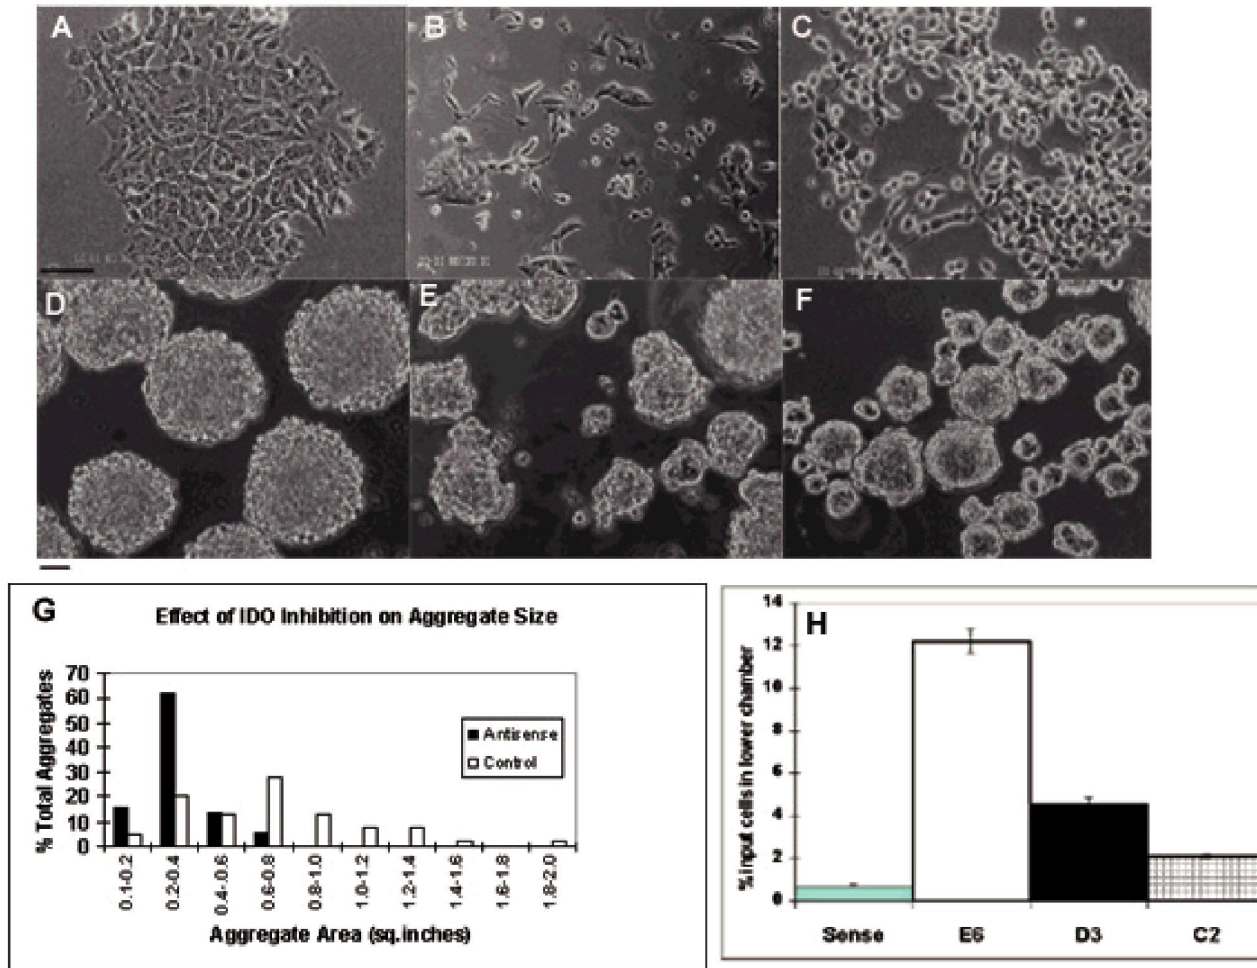 A
B
C
D
E
F
G
Effect of IDO Inhibition on Aggregate Size
% Total Aggregates
70
60
50
40
30
20
10
0
Antisense
Control
0.1-0.2
0.2-0.4
0.4-.0.6
0.6-0.8
0.8-1.0
1.0-1.2
1.2-1.4
1.4-1.6
1.6-1.8
1.8-2.0
Aggregate Area (sq.inches)
H
% input cells in lower chamber
14
12
10
8
6
4
2
0
Sense E6 D3 C2